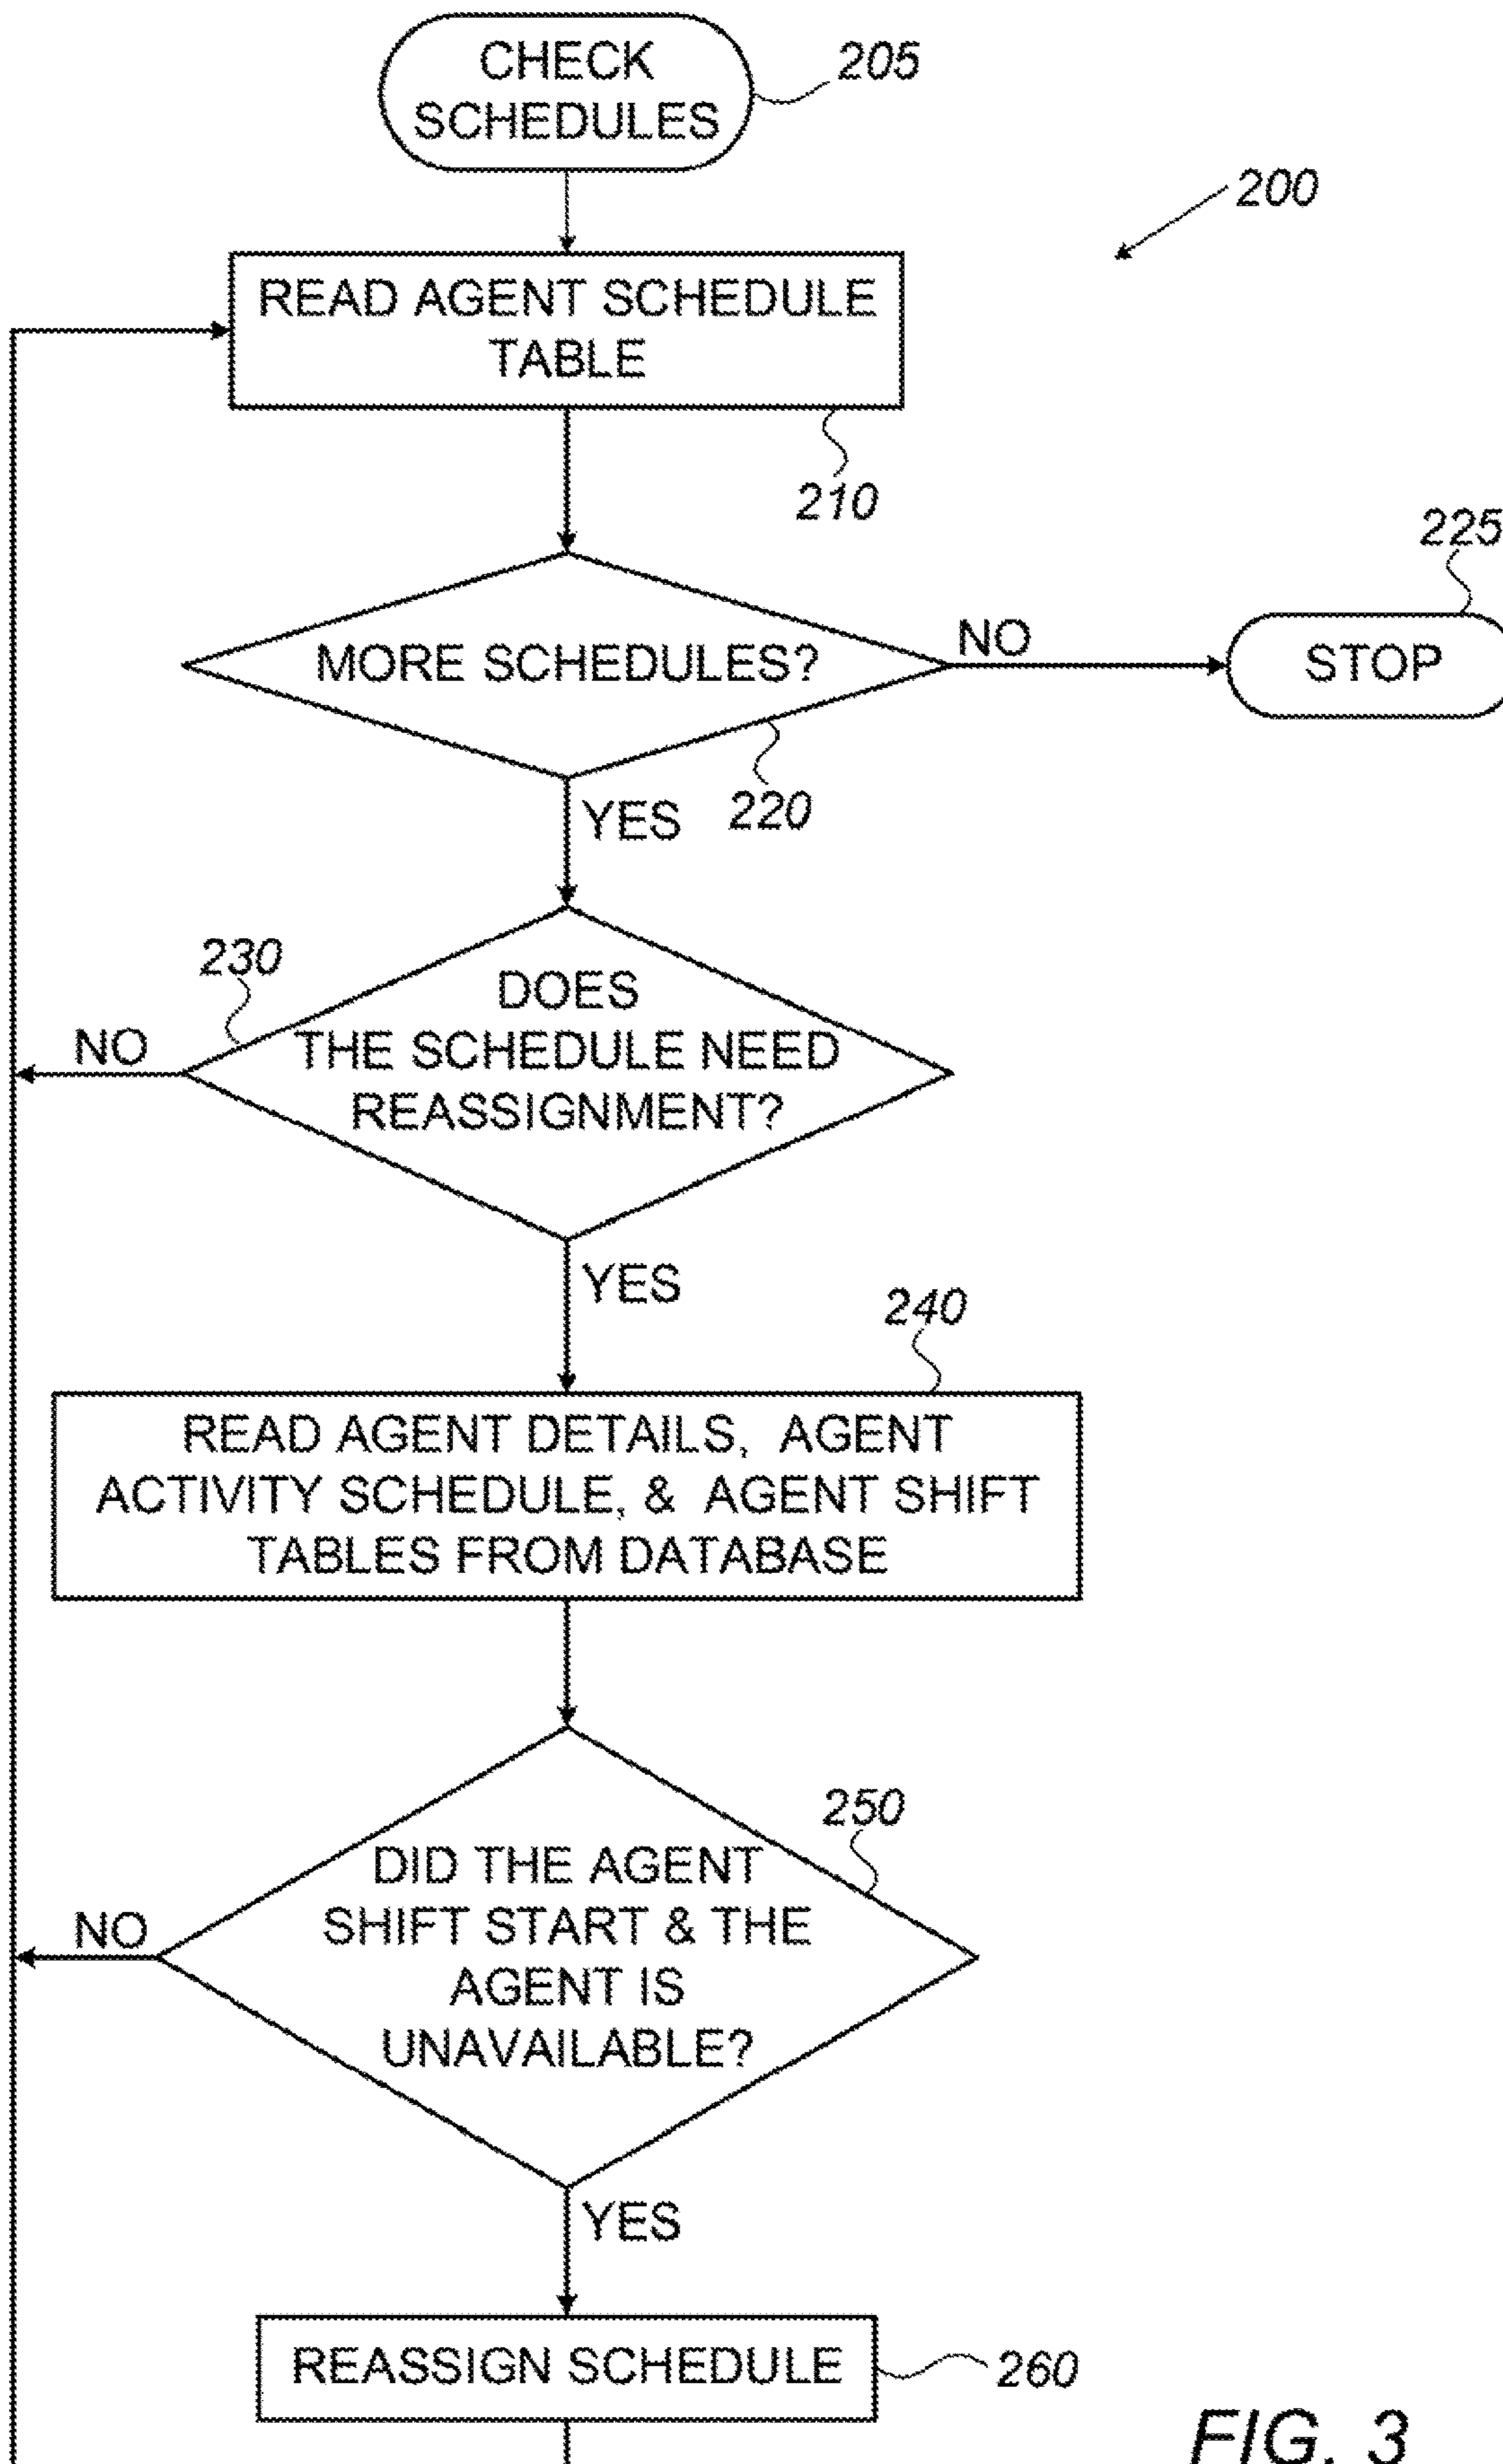 CHECK
SCHEDULES
205
200
READ AGENT SCHEDULE
TABLE
210
225
MORE SCHEDULES?
NO
STOP
220
YES
230
DOES
THE SCHEDULE NEED
REASSIGNMENT?
NO
YES
240
READ AGENT DETAILS, AGENT
ACTIVITY SCHEDULE, & AGENT SHIFT
TABLES FROM DATABASE
250
DID THE AGENT
SHIFT START & THE
AGENT IS
UNAVAILABLE?
NO
YES
REASSIGN SCHEDULE
260
FIG. 3